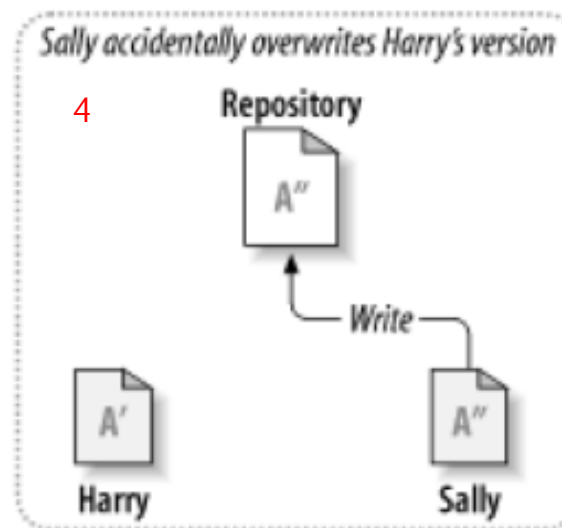 Sally accidentally overwrites Harry's version
4
Repository
A″
Write
A′
A″
Harry
Sally